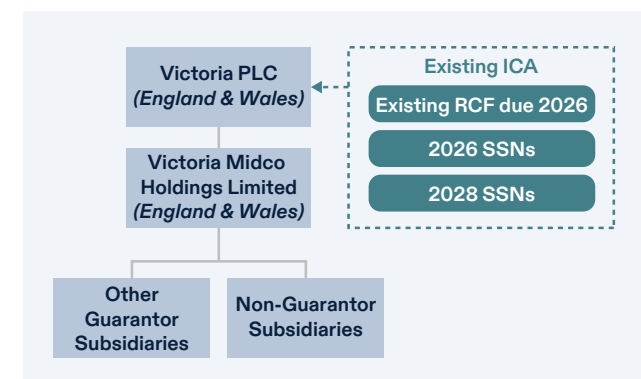 Victoria PLC
(England & Wales)
Existing ICA
Existing RCF due 2026
2026 SSNs
2028 SSNs
Victoria Midco
Holdings Limited
(England & Wales)
Other
Guarantor
Subsidiaries
Non-Guarantor
Subsidiaries